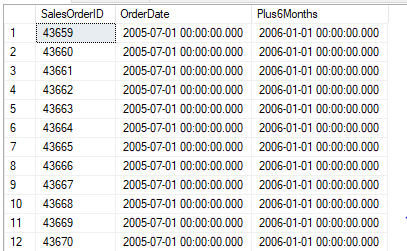 SalesOrderID OrderDate Plus6Months
1 43659 2005-07-01 00:00:00.000 2006-01-01 00:00:00.000
2 43660 2005-07-01 00:00:00.000 2006-01-01 00:00:00.000
3 43661 2005-07-01 00:00:00.000 2006-01-01 00:00:00.000
4 43662 2005-07-01 00:00:00.000 2006-01-01 00:00:00.000
5 43663 2005-07-01 00:00:00.000 2006-01-01 00:00:00.000
6 43664 2005-07-01 00:00:00.000 2006-01-01 00:00:00.000
7 43665 2005-07-01 00:00:00.000 2006-01-01 00:00:00.000
8 43666 2005-07-01 00:00:00.000 2006-01-01 00:00:00.000
9 43667 2005-07-01 00:00:00.000 2006-01-01 00:00:00.000
10 43668 2005-07-01 00:00:00.000 2006-01-01 00:00:00.000
11 43669 2005-07-01 00:00:00.000 2006-01-01 00:00:00.000
12 43670 2005-07-01 00:00:00.000 2006-01-01 00:00:00.000